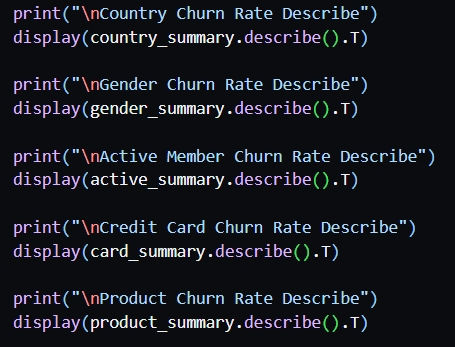 print("\nCountry Churn Rate Describe")
display(country_summary.describe().T)
print("\nGender Churn Rate Describe")
display(gender_summary.describe().T)
print("\nActive Member Churn Rate Describe")
display(active_summary.describe().T)
print("\nCredit Card Churn Rate Describe")
display(card_summary.describe().T)
print("\nProduct Churn Rate Describe")
display(product_summary.describe().T)